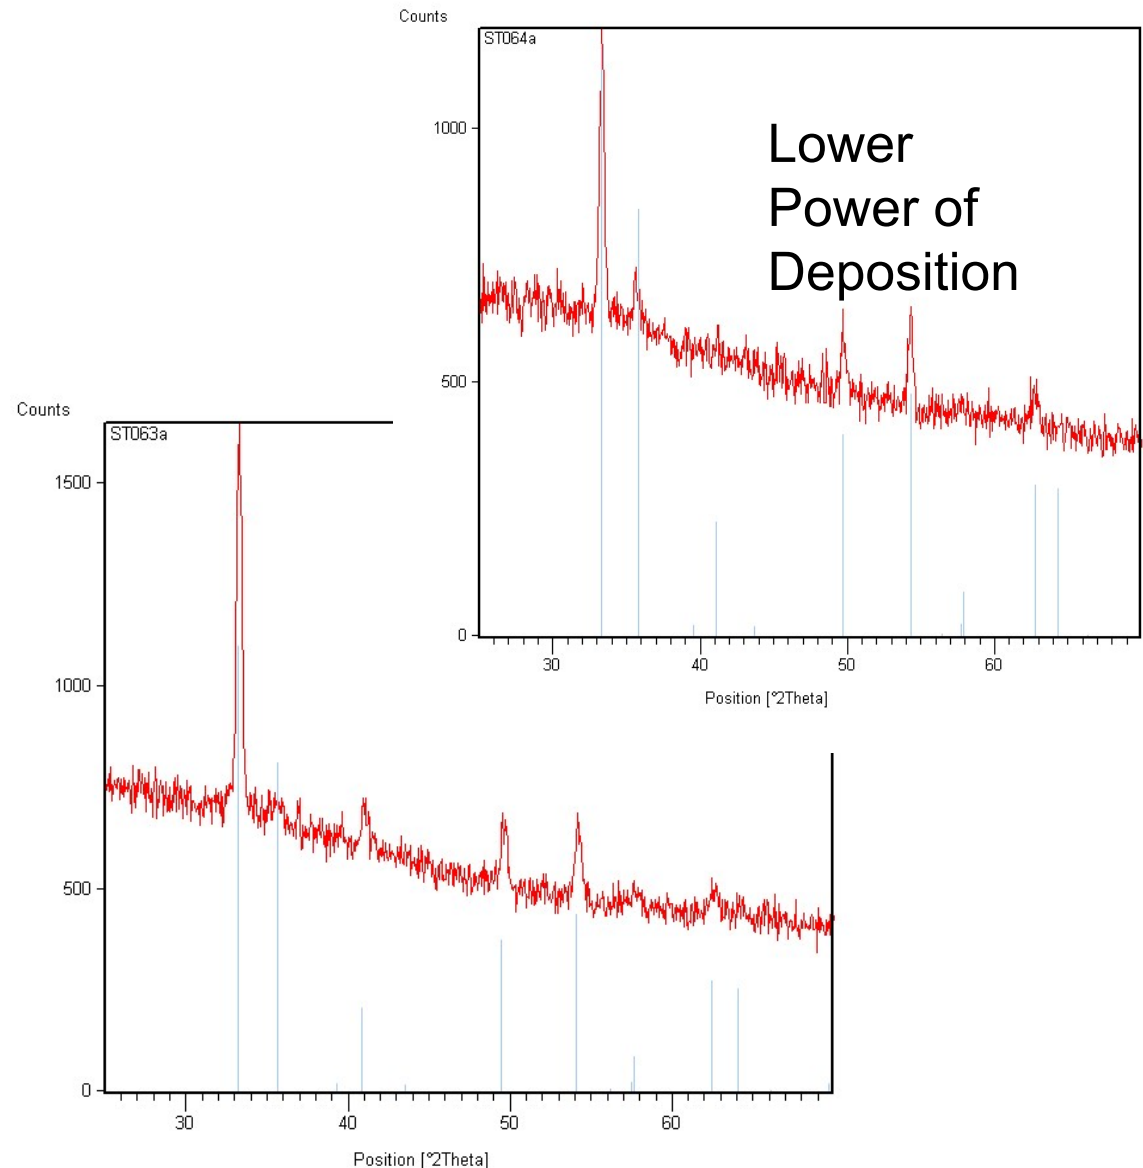 Counts
ST064a
Lower
Power of
Deposition
1000
500
0
30 40 50 60
Position [°2Theta]
Counts
ST063a
1500
1000
500
0
30 40 50 60
Position [°2Theta]